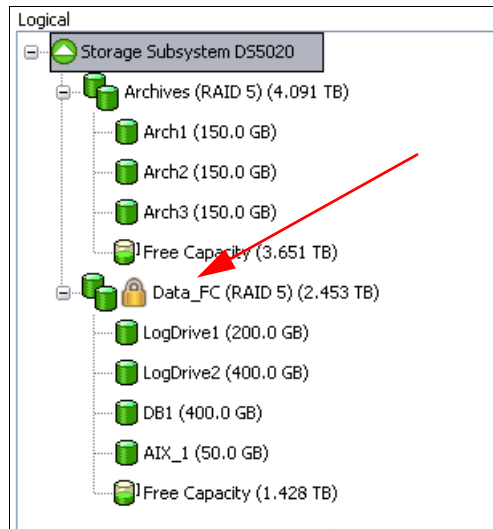 Logical
Storage Subsystem DS5020
Archives (RAID 5) (4.091 TB)
Arch1 (150.0 GB)
Arch2 (150.0 GB)
Arch3 (150.0 GB)
Free Capacity (3.651 TB)
Data_FC (RAID 5) (2.453 TB)
LogDrive1 (200.0 GB)
LogDrive2 (400.0 GB)
DB1 (400.0 GB)
AIX_1 (50.0 GB)
Free Capacity (1.428 TB)